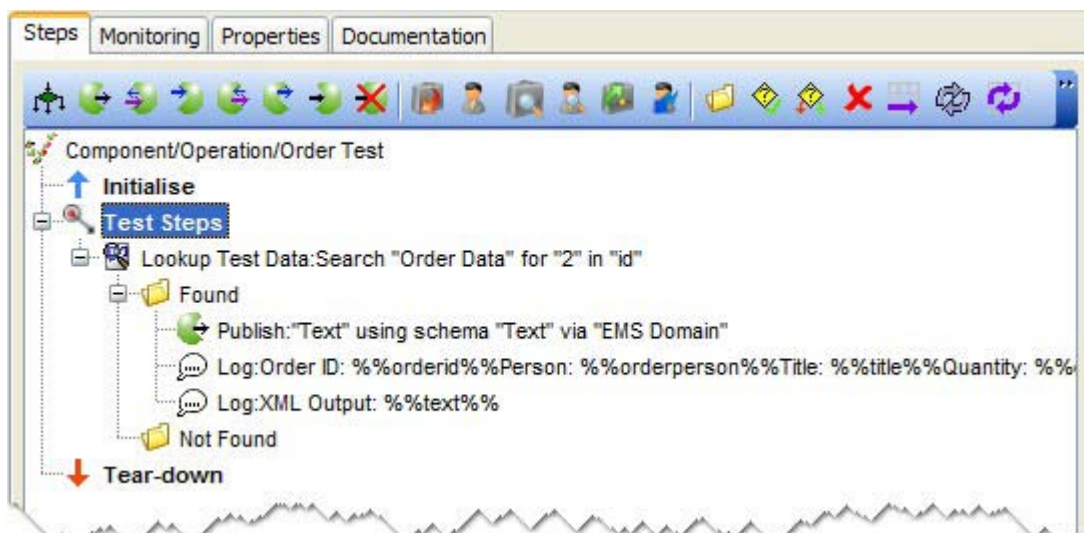 Steps Monitoring Properties Documentation
Component/Operation/Order Test
Initialise
Test Steps
Lookup Test Data:Search "Order Data" for "2" in "id"
Found
Publish:"Text" using schema "Text" via "EMS Domain"
Log:Order ID: %%orderid%%Person: %%orderperson%%Title: %%title%%Quantity: %%
Log:XML Output: %%text%%
Not Found
Tear-down